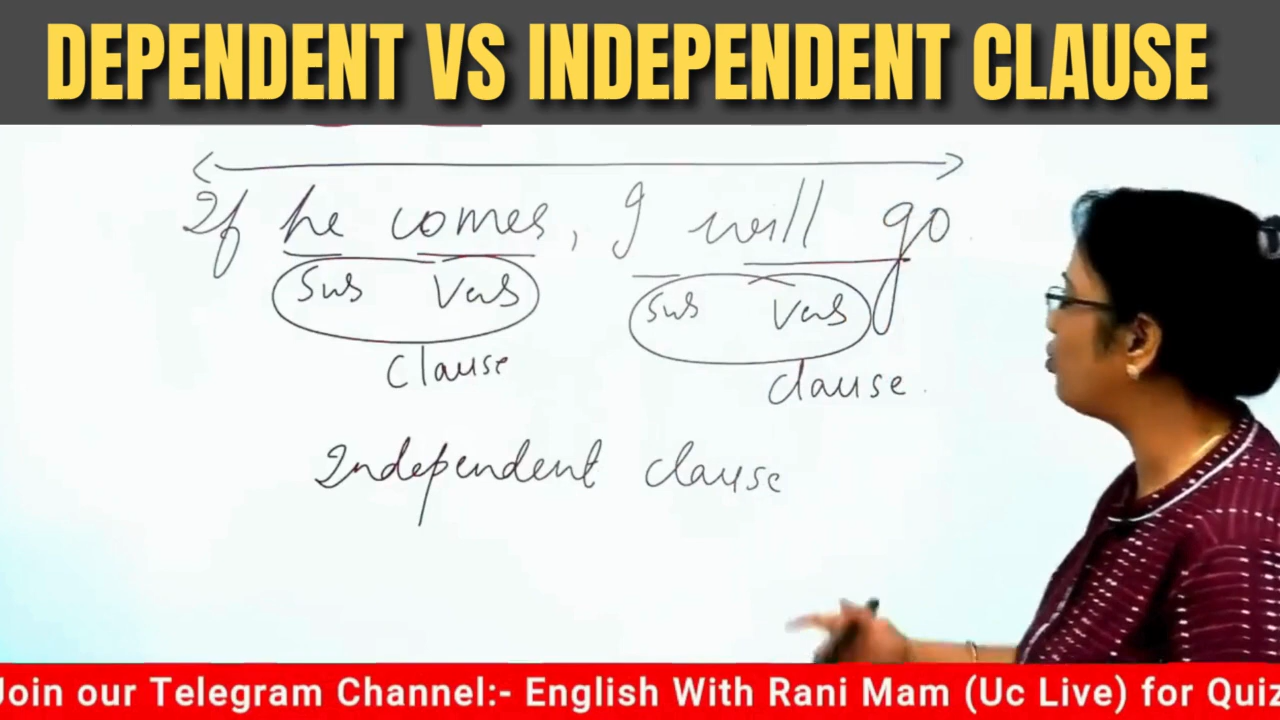 DEPENDENT VS INDEPENDENT CLAUSE
If he comes, I will go.
Sub Verb Sub Verb
clause clause.
Independent clause
Join our Telegram Channel:- English With Rani Mam (Uc Live) for Quiz